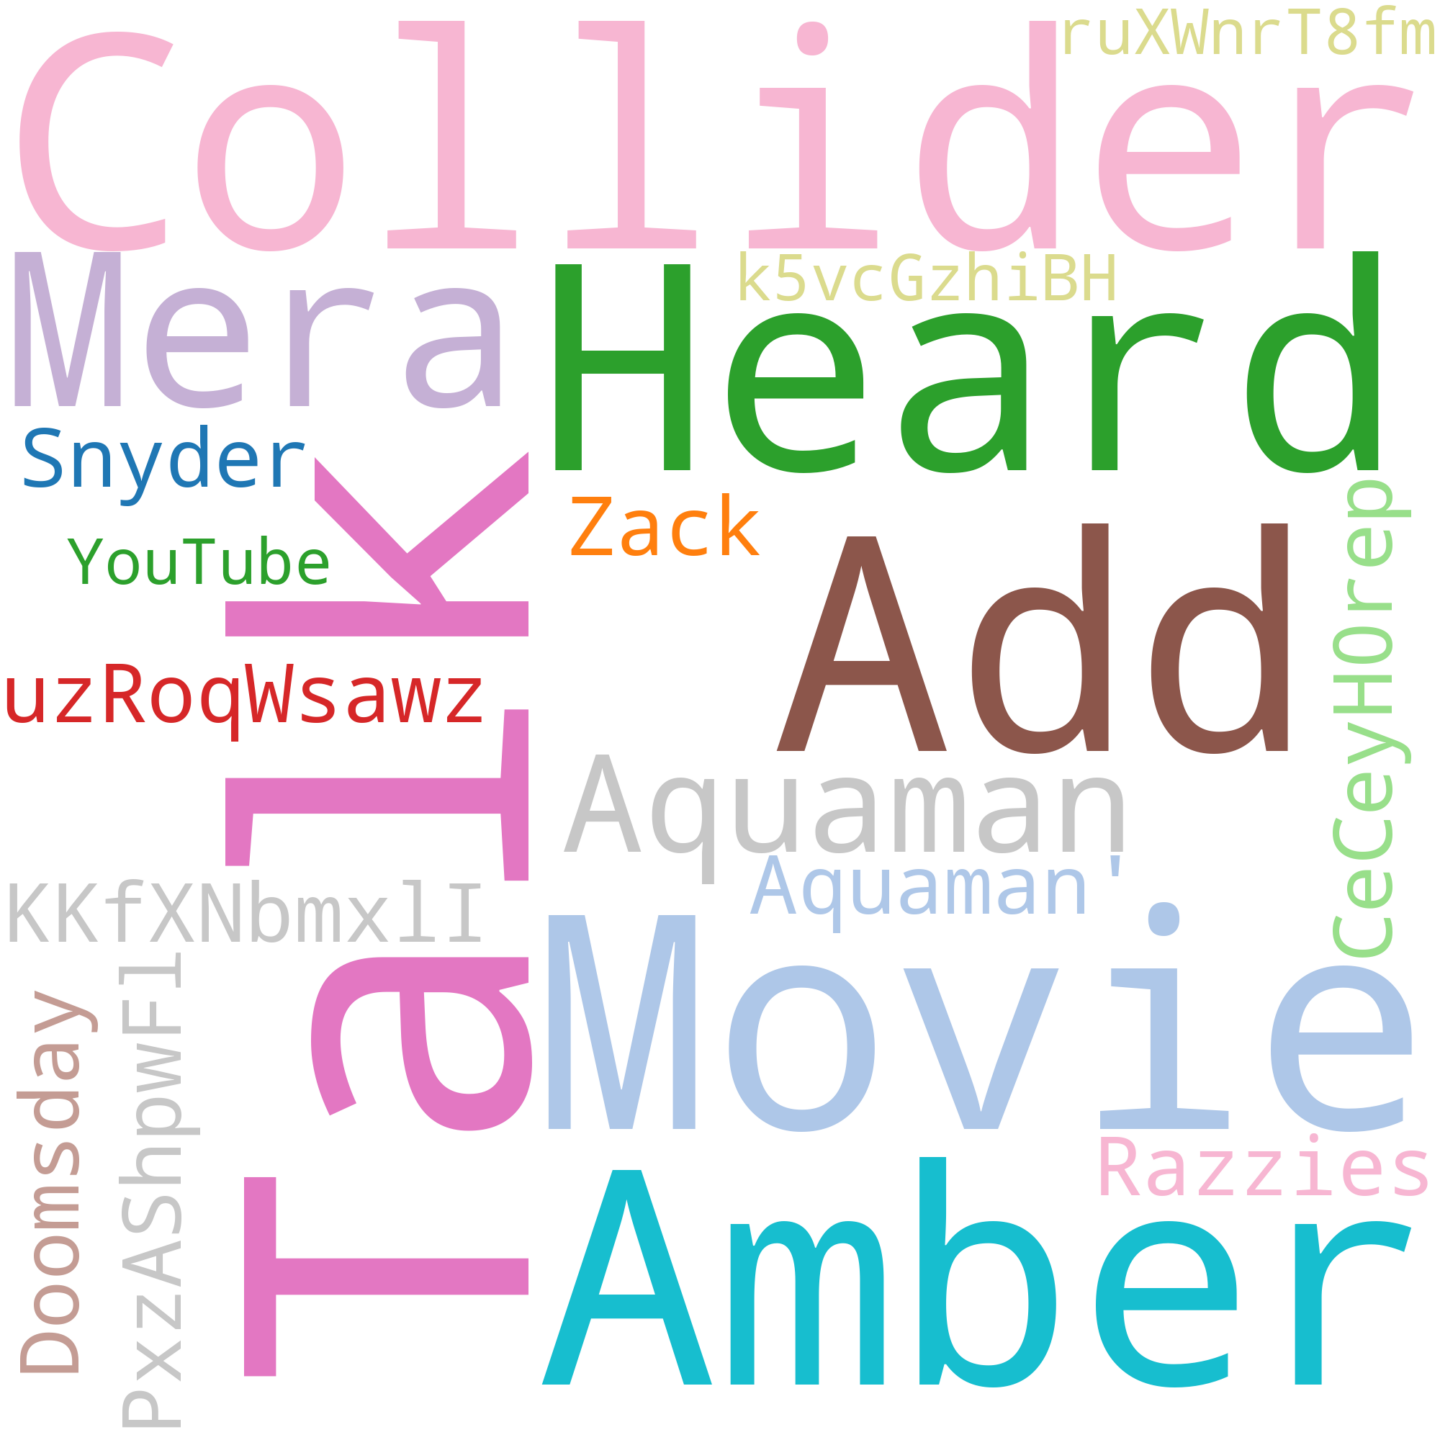 Collider
ruXWnrT8fm
Mera
Heard
k5vcGzhiBH
Snyder
Zack
YouTube
Talk
Add
CeCeyH0rep
uzRoqWsawz
Aquaman
Aquaman'
KKfXNbmxlI
Movie
Doomsday
PxzAShpwFl
Razzies
Amber